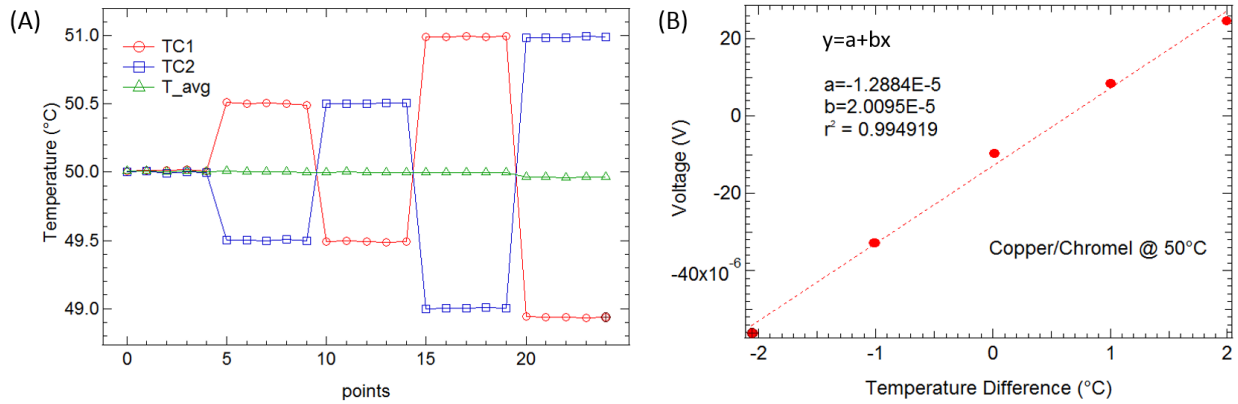 (A)
TC1
TC2
T_avg
51.0
50.5
50.0
49.5
49.0
Temperature (°C)
0
5
10
15
20
points
(B)
y=a+bx
a=-1.2884E-5
b=2.0095E-5
r² = 0.994919
Copper/Chromel @ 50°C
20
0
-20
-40x10⁻⁶
Voltage (V)
-2
-1
0
1
2
Temperature Difference (°C)